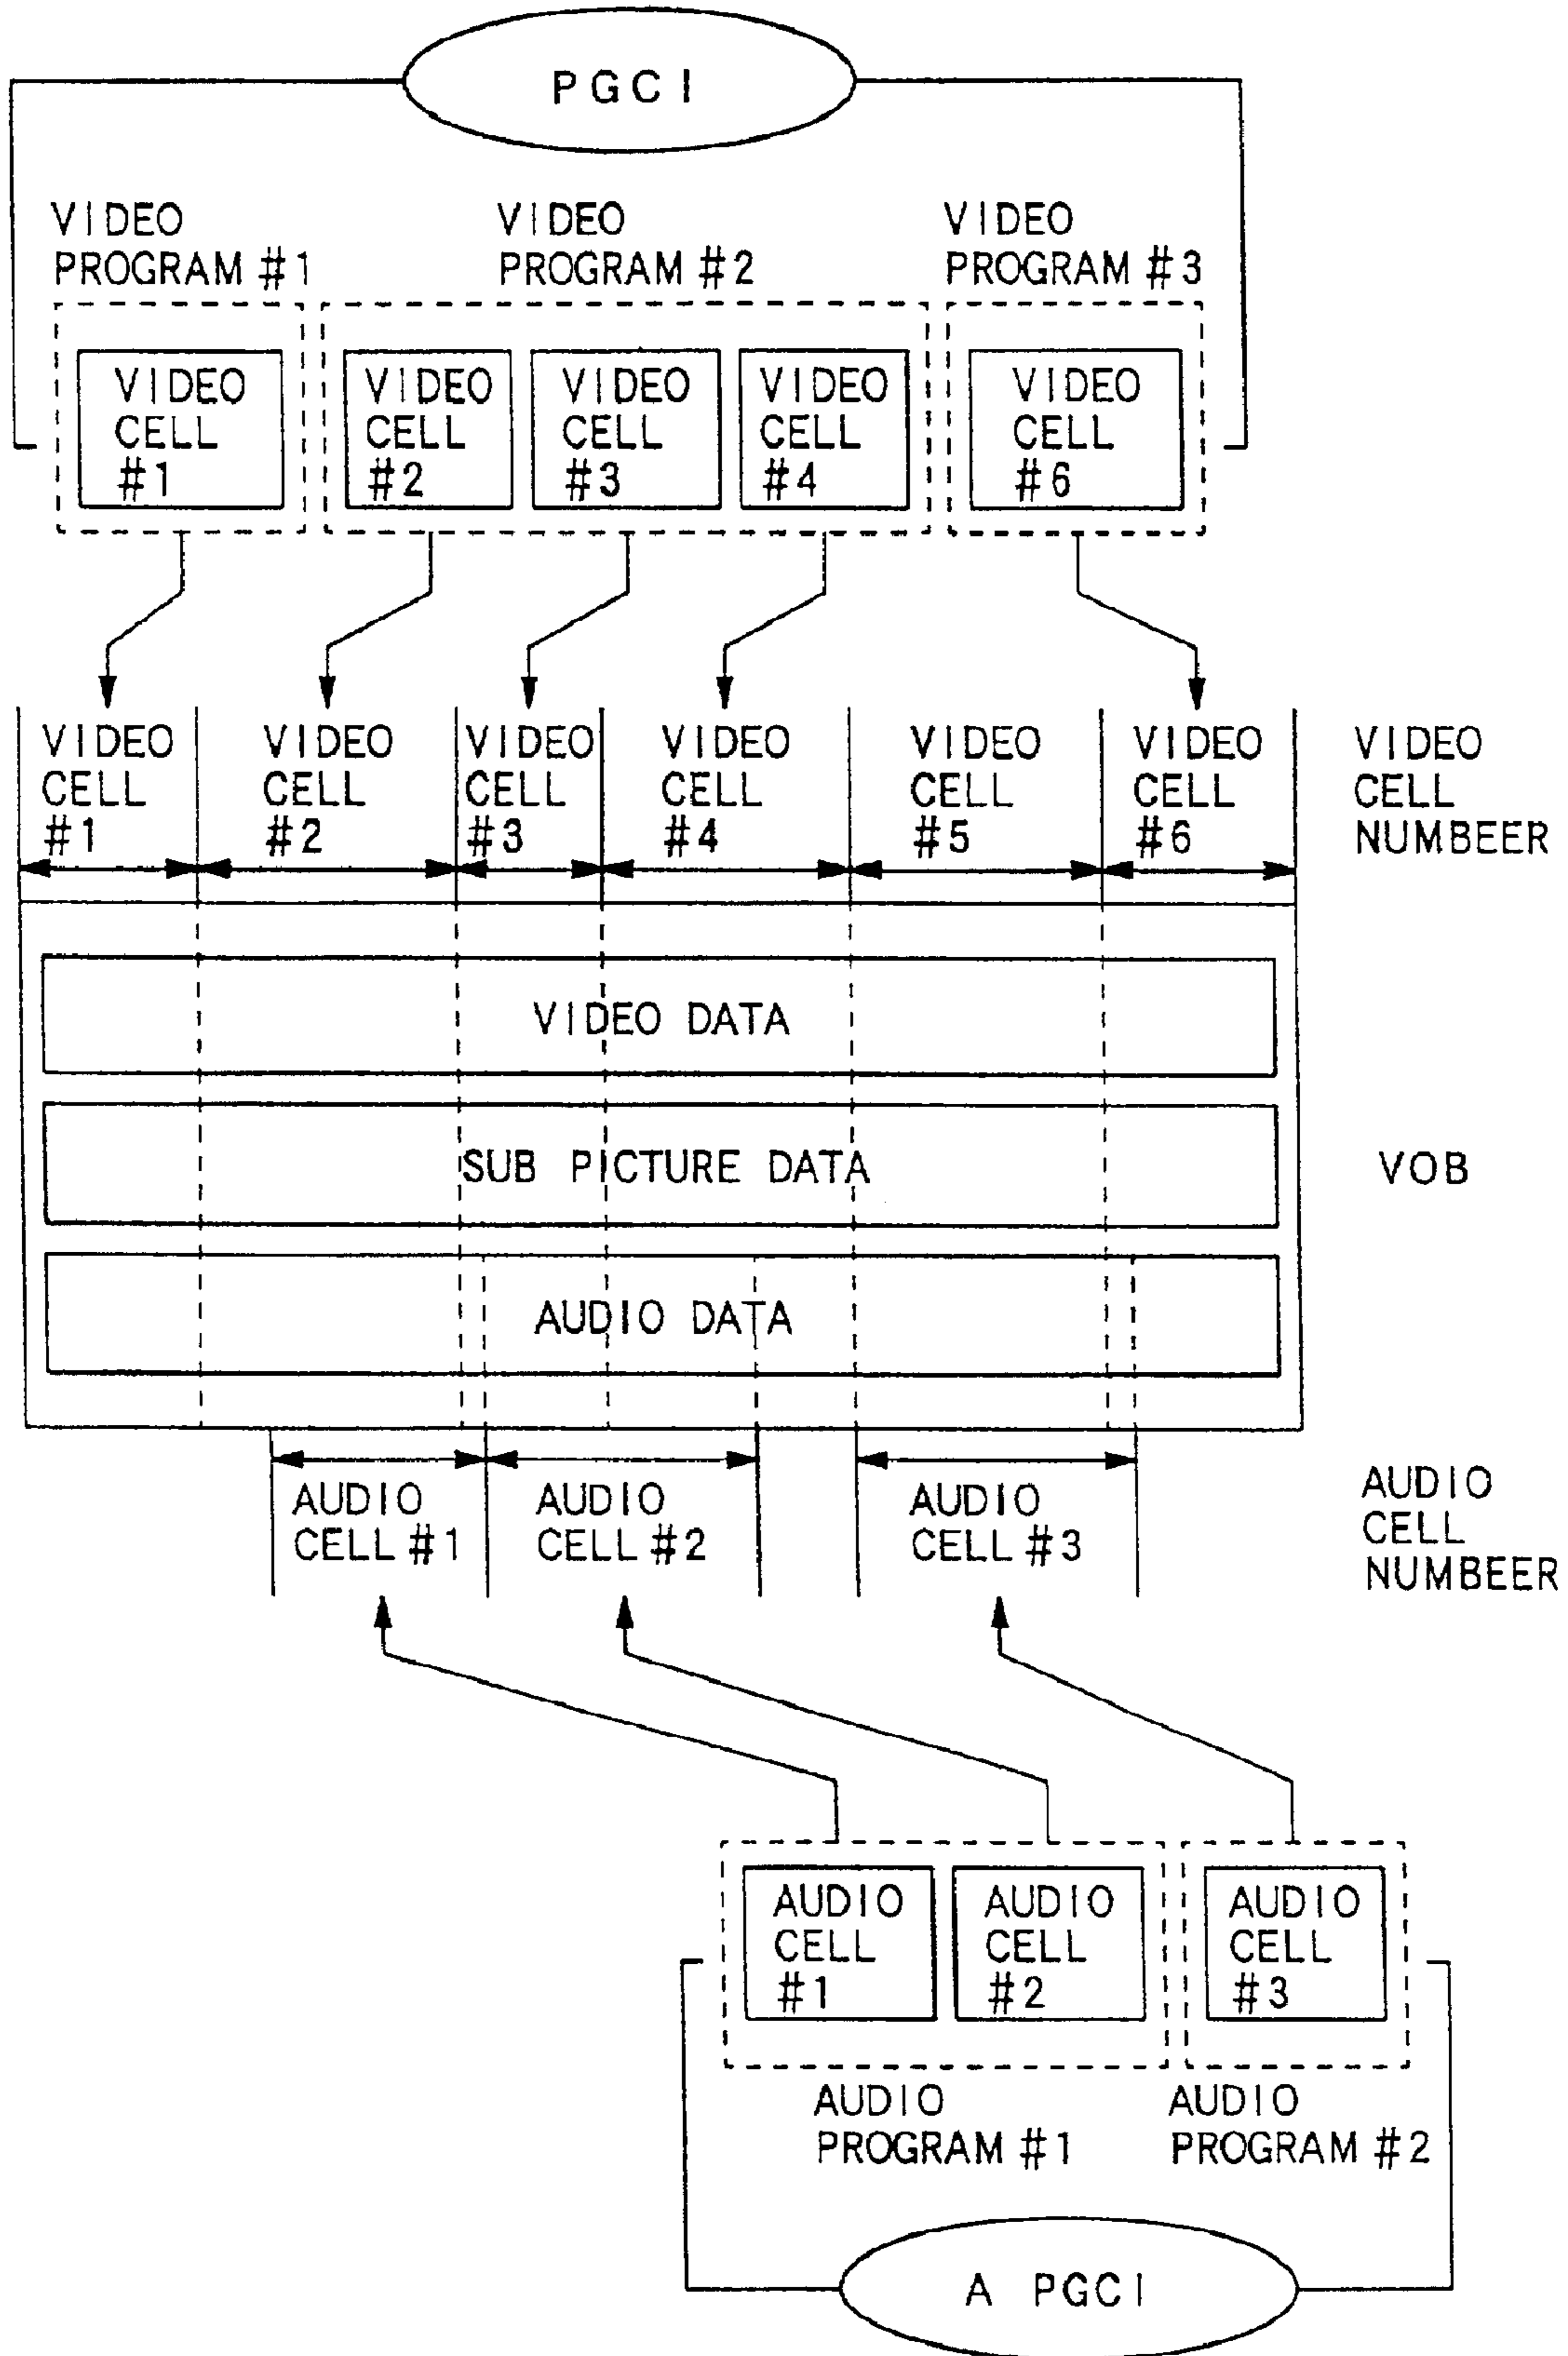 PGCI
VIDEO
PROGRAM #1
VIDEO
PROGRAM #2
VIDEO
PROGRAM #3
VIDEO
CELL
#1
VIDEO
CELL
#2
VIDEO
CELL
#3
VIDEO
CELL
#4
VIDEO
CELL
#6
VIDEO
CELL
#1
VIDEO
CELL
#2
VIDEO
CELL
#3
VIDEO
CELL
#4
VIDEO
CELL
#5
VIDEO
CELL
#6
VIDEO
CELL
NUMBEER
VIDEO DATA
SUB PICTURE DATA
VOB
AUDIO DATA
AUDIO
CELL #1
AUDIO
CELL #2
AUDIO
CELL #3
AUDIO
CELL
NUMBEER
AUDIO
CELL
#1
AUDIO
CELL
#2
AUDIO
CELL
#3
AUDIO
PROGRAM #1
AUDIO
PROGRAM #2
A PGCI